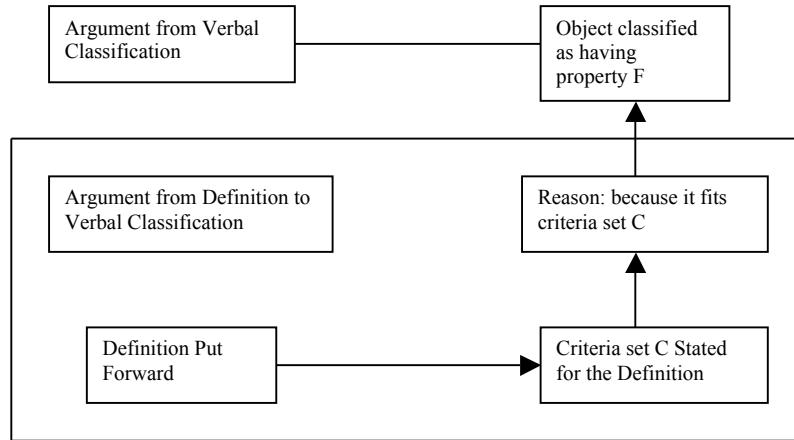 Argument from Verbal
Classification
Object classified
as having
property F
Argument from Definition to
Verbal Classification
Reason: because it fits
criteria set C
Definition Put
Forward
Criteria set C Stated
for the Definition